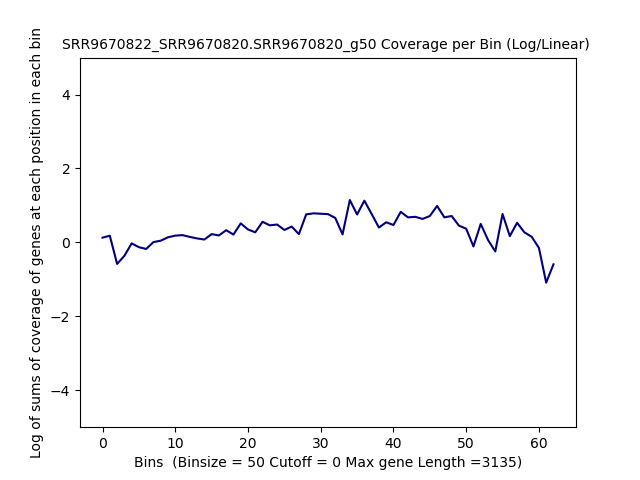 SRR9670822_SRR9670820.SRR9670820_g50 Coverage per Bin (Log/Linear)
Log of sums of coverage of genes at each position in each bin
4
2
0
−2
−4
0 10 20 30 40 50 60
Bins  (Binsize = 50 Cutoff = 0 Max gene Length =3135)